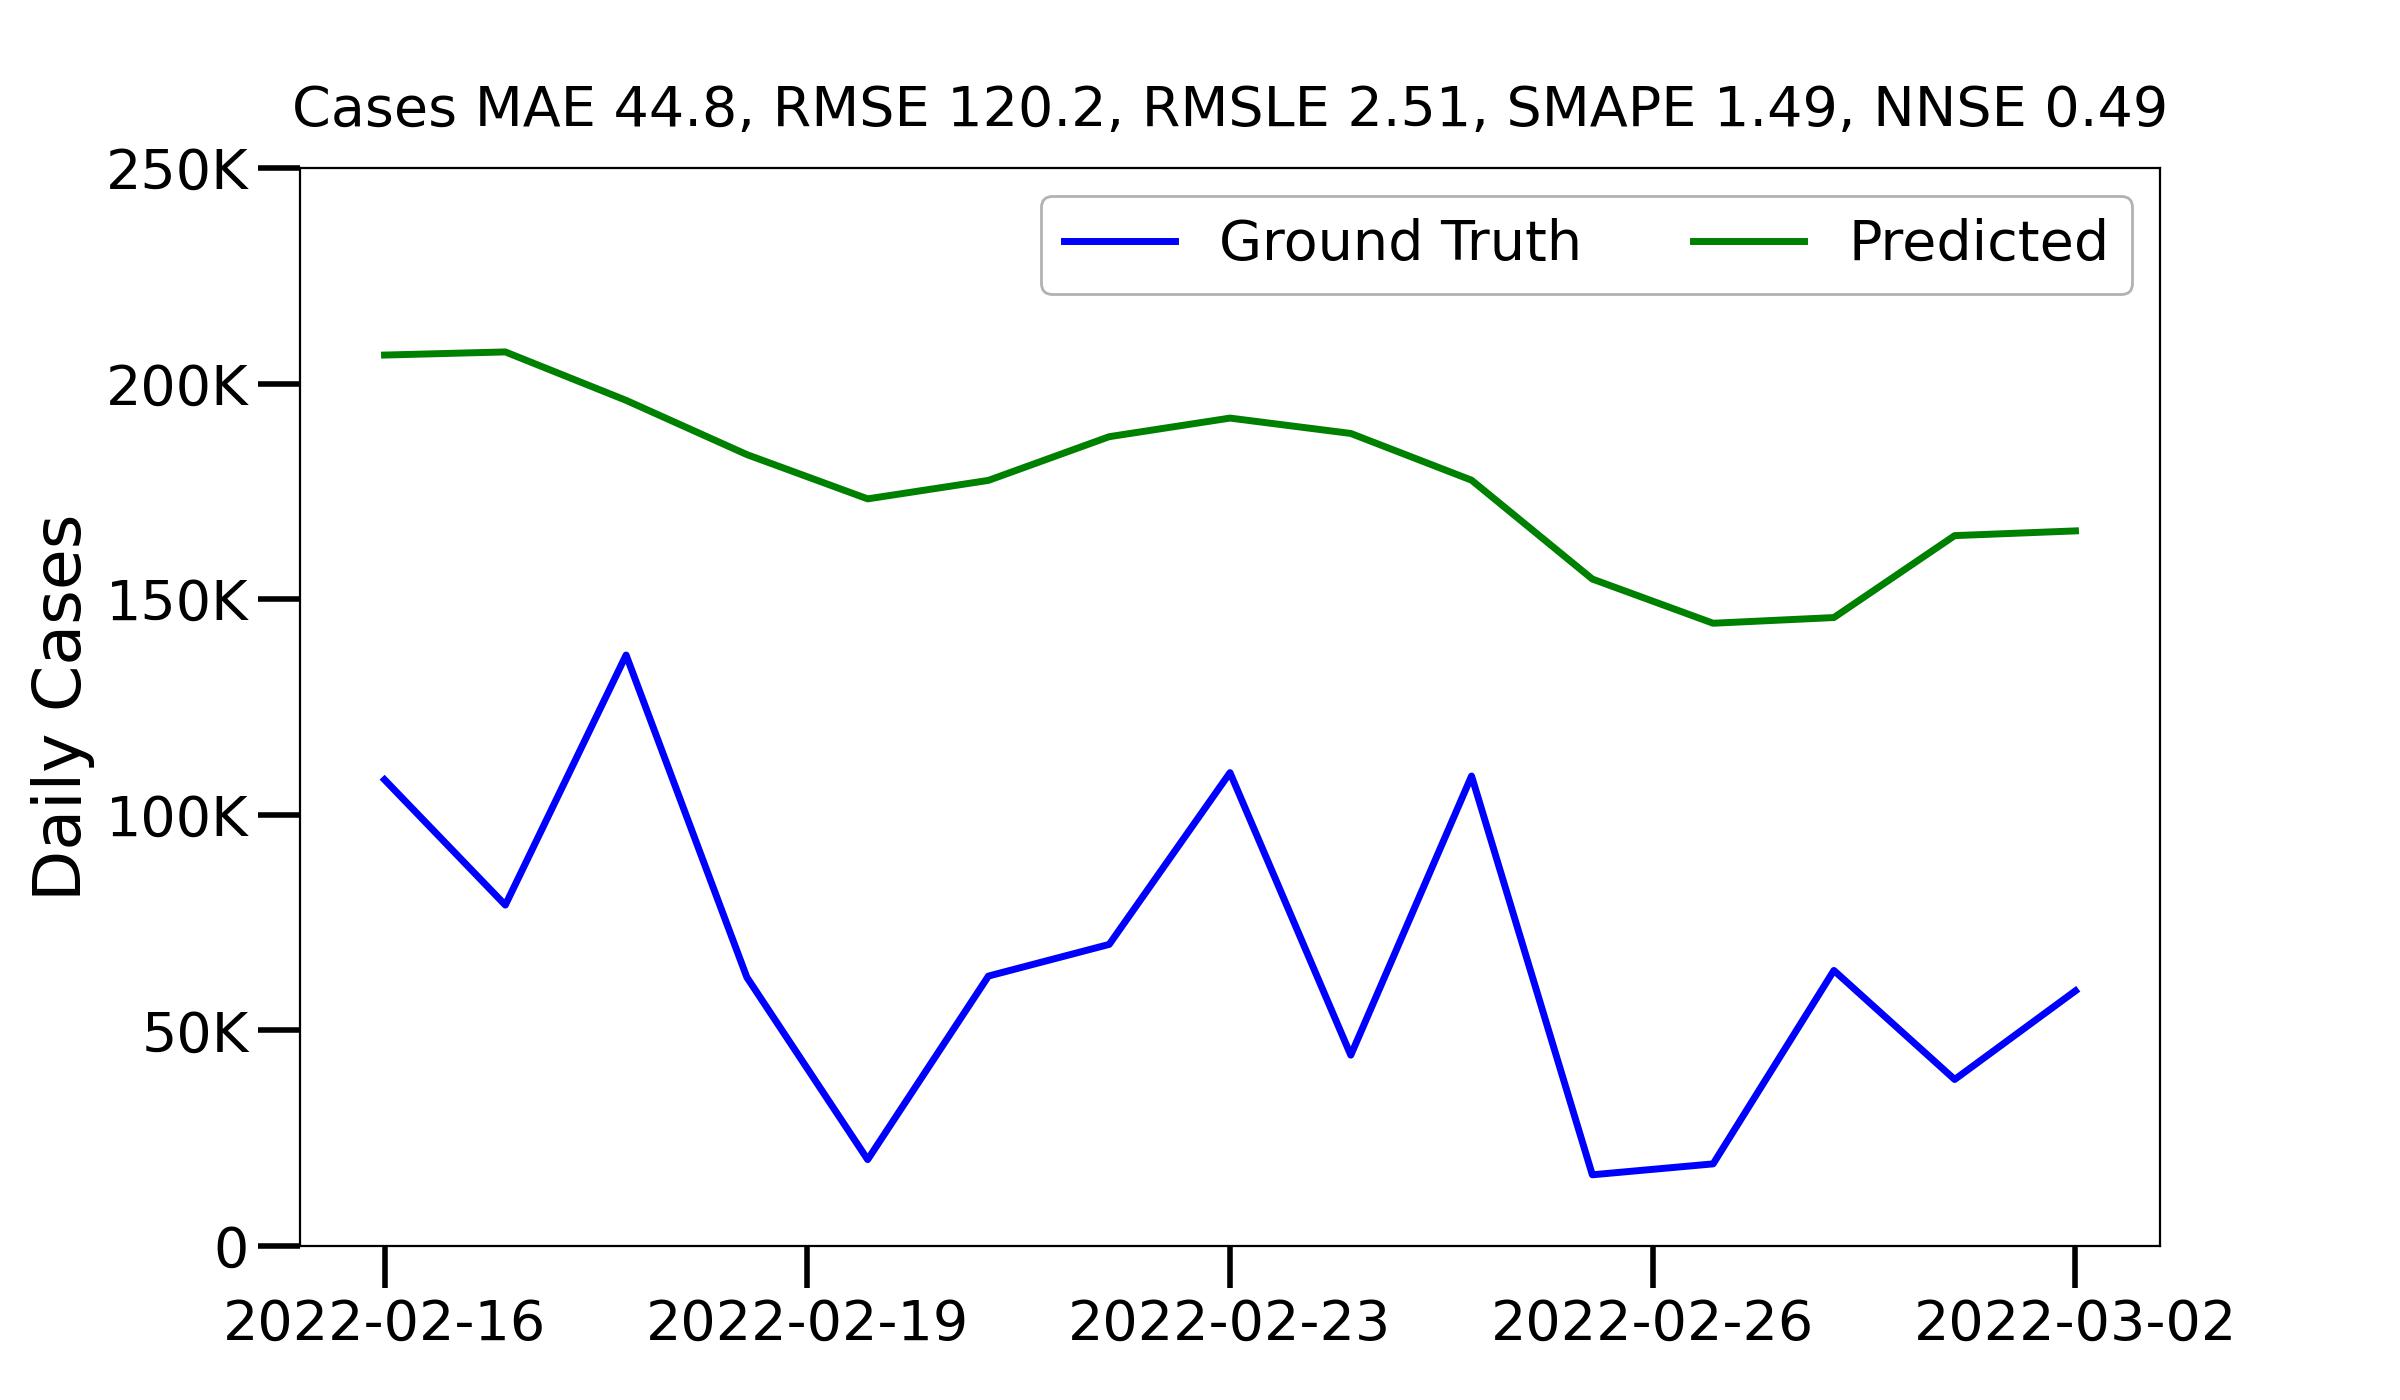 Cases MAE 44.8, RMSE 120.2, RMSLE 2.51, SMAPE 1.49, NNSE 0.49
Ground Truth
Predicted
250K
200K
150K
100K
50K
0
Daily Cases
2022-02-16
2022-02-19
2022-02-23
2022-02-26
2022-03-02